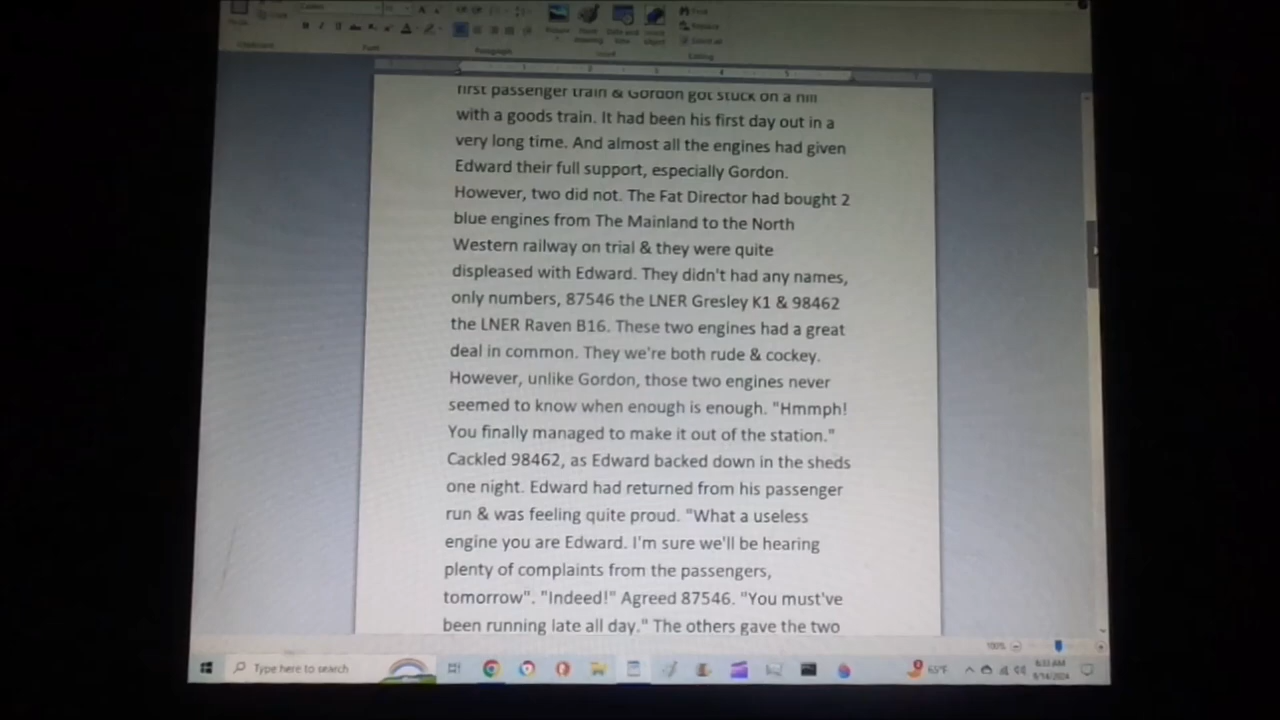 Paragraph
Editing
first passenger train & Gordon got stuck on a hill
with a goods train. It had been his first day out in a
very long time. And almost all the engines had given
Edward their full support, especially Gordon.
However, two did not. The Fat Director had bought 2
blue engines from The Mainland to the North
Western railway on trial & they were quite
displeased with Edward. They didn't had any names,
only numbers, 87546 the LNER Gresley K1 & 98462
the LNER Raven B16. These two engines had a great
deal in common. They we're both rude & cockey.
However, unlike Gordon, those two engines never
seemed to know when enough is enough. "Hmmph!
You finally managed to make it out of the station."
Cackled 98462, as Edward backed down in the sheds
one night. Edward had returned from his passenger
run & was feeling quite proud. "What a useless
engine you are Edward. I'm sure we'll be hearing
plenty of complaints from the passengers,
tomorrow". "Indeed!" Agreed 87546. "You must've
been running late all day." The others gave the two
100%
Type here to search
65°F